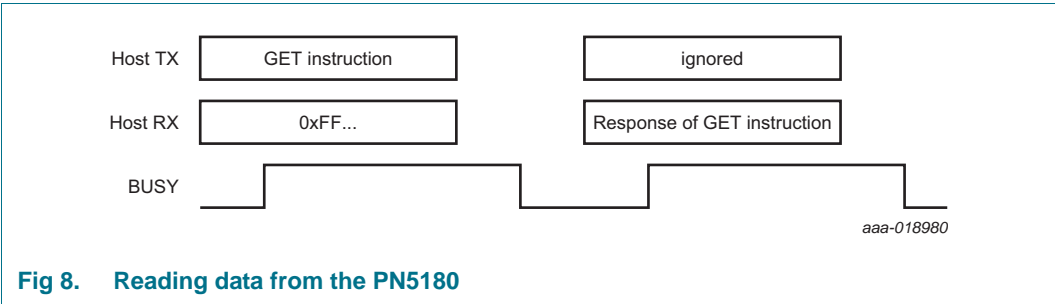 Host TX GET instruction ignored
Host RX 0xFF... Response of GET instruction
BUSY
aaa-018980
Fig 8. Reading data from the PN5180